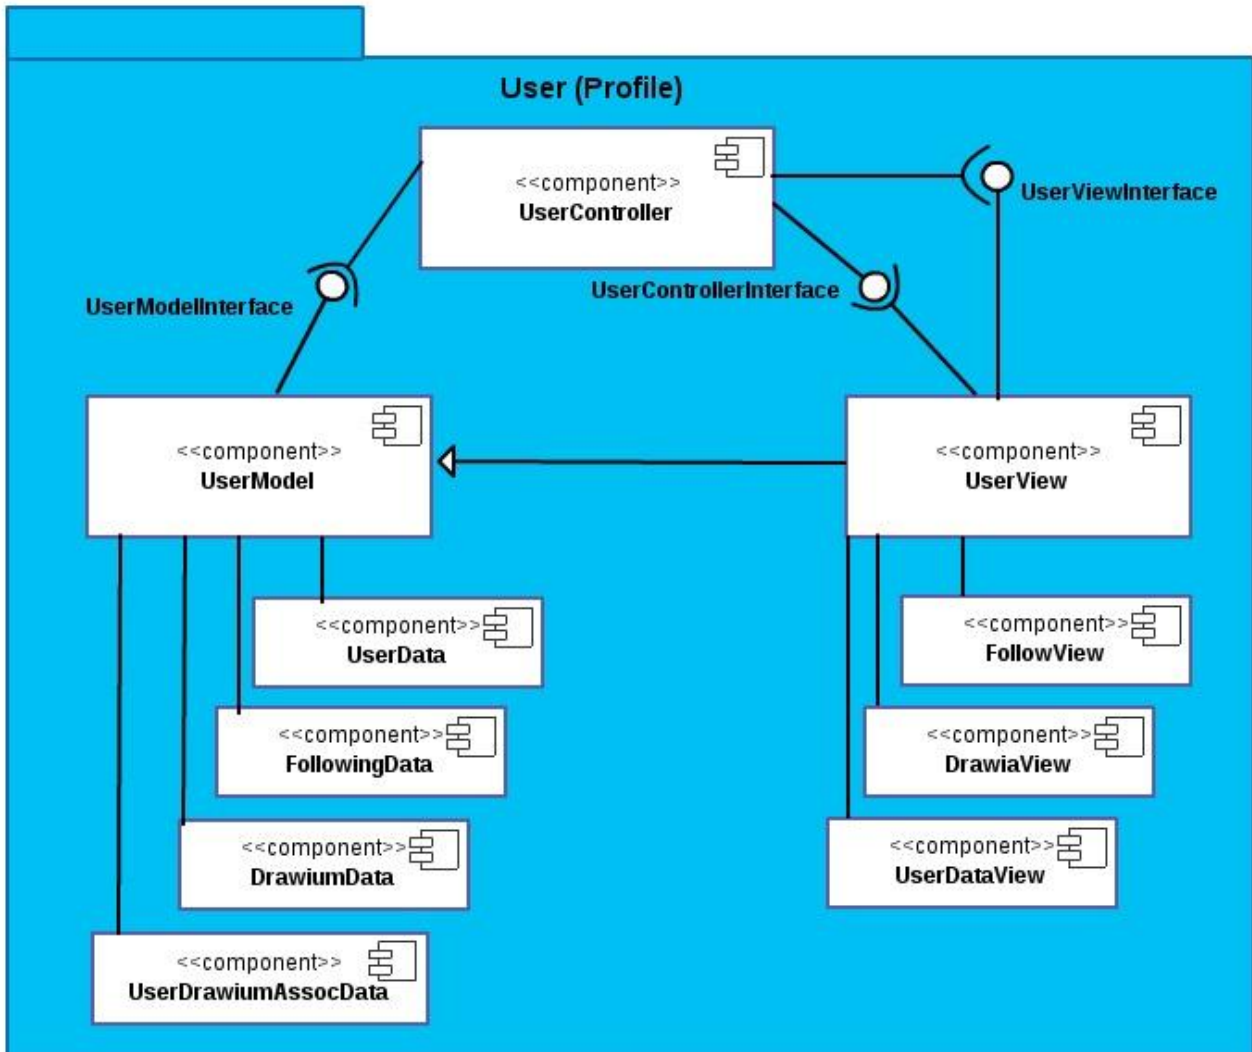 User (Profile)
<<component>>
UserController
UserViewInterface
UserControllerInterface
UserModelInterface
<<component>>
UserModel
<<component>>
UserView
<<component>>
UserData
<<component>>
FollowView
<<component>>
FollowingData
<<component>>
DrawiaView
<<component>>
DrawiumData
<<component>>
UserDataView
<<component>>
UserDrawiumAssocData